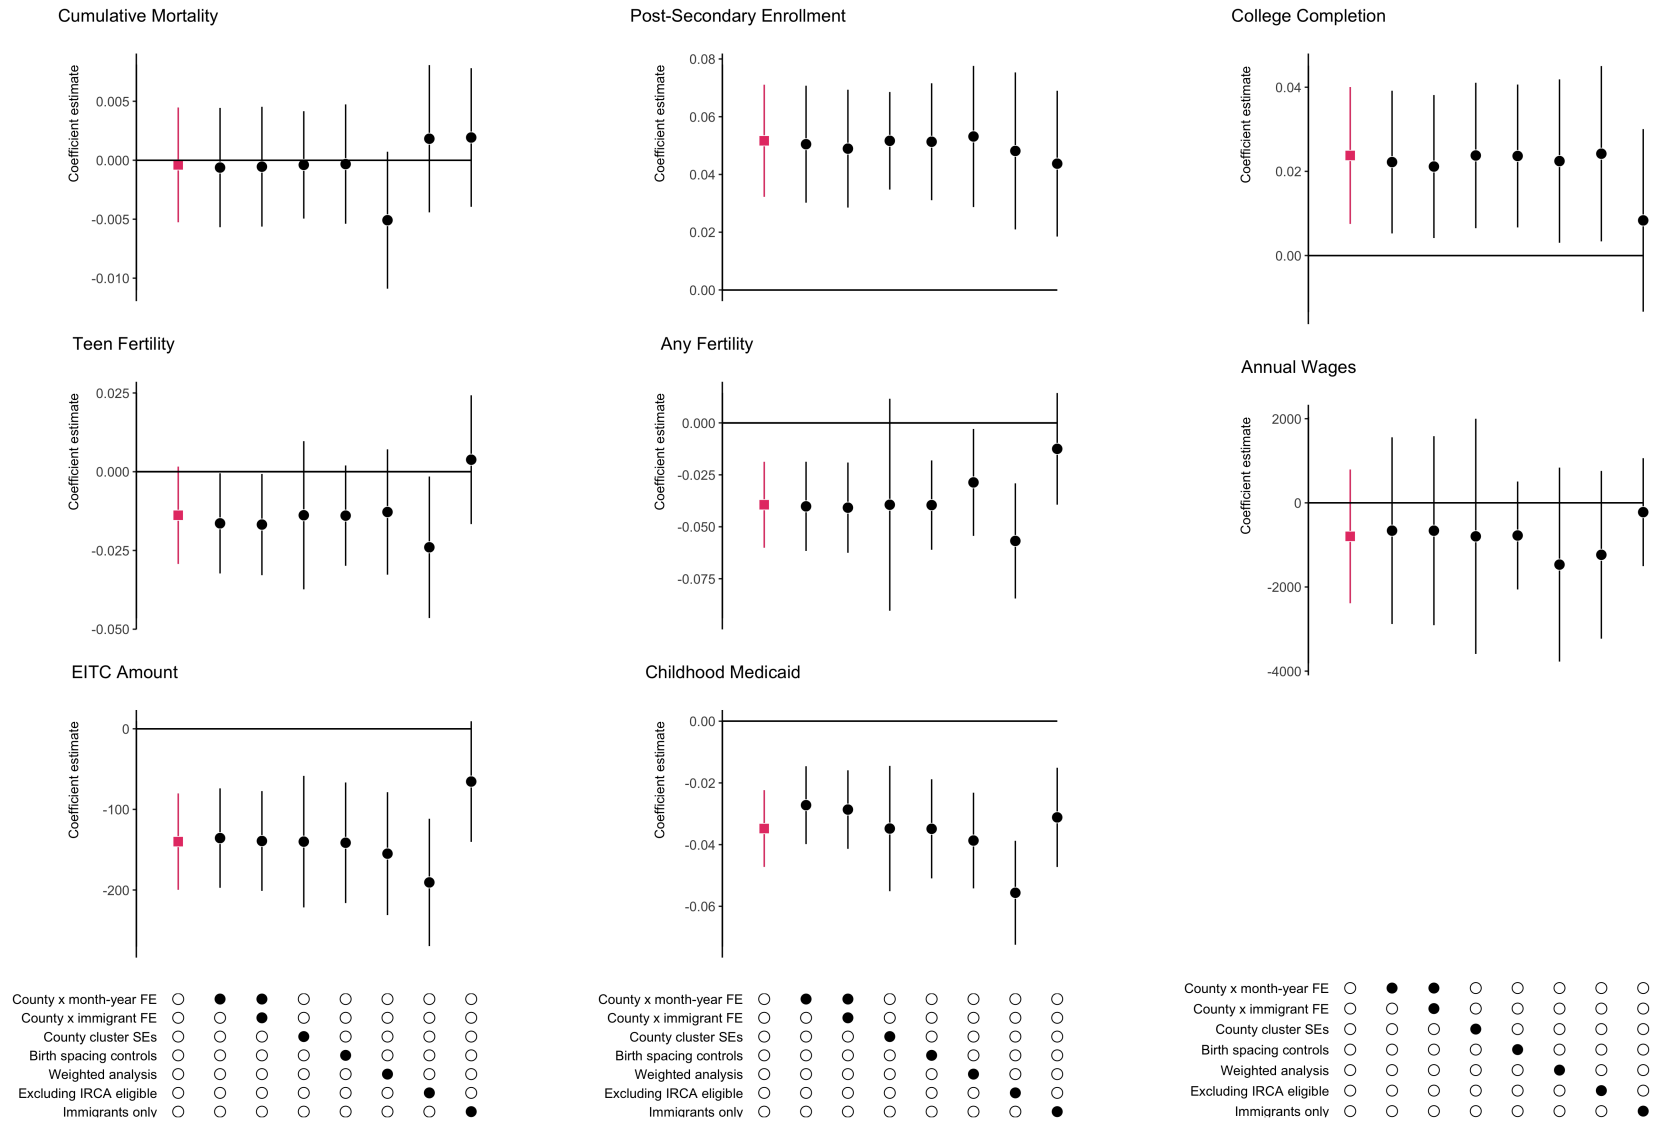 Cumulative Mortality
Coefficient estimate
0.005
0.000
-0.005
-0.010
Post-Secondary Enrollment
Coefficient estimate
0.08
0.06
0.04
0.02
0.00
College Completion
Coefficient estimate
0.04
0.02
0.00
Teen Fertility
Coefficient estimate
0.025
0.000
-0.025
-0.050
Any Fertility
Coefficient estimate
0.000
-0.025
-0.050
-0.075
Annual Wages
Coefficient estimate
2000
0
-2000
-4000
EITC Amount
Coefficient estimate
0
-100
-200
Childhood Medicaid
Coefficient estimate
0.00
-0.02
-0.04
-0.06
County x month-year FE
County x immigrant FE
County cluster SEs
Birth spacing controls
Weighted analysis
Excluding IRCA eligible
Immigrants only
County x month-year FE
County x immigrant FE
County cluster SEs
Birth spacing controls
Weighted analysis
Excluding IRCA eligible
Immigrants only
County x month-year FE
County x immigrant FE
County cluster SEs
Birth spacing controls
Weighted analysis
Excluding IRCA eligible
Immigrants only